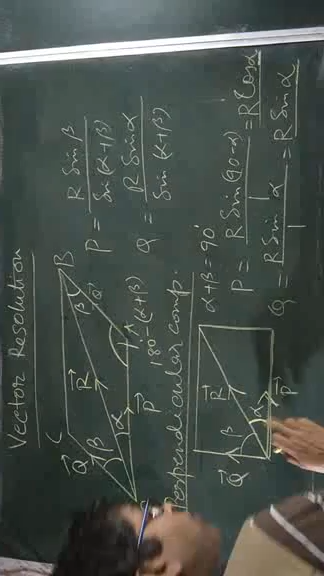 Vector Resolution
C
B
P = R Sin β / Sin(α+β)
Q = R Sin α / Sin(α+β)
β
Q⃗
R⃗
β
α
P⃗
A
180-(α+β)
Q⃗
Perpendicular comp.
α+β = 90°
P = R Sin(90-α) / 1 = R Cos α
Q = R Sin α / 1 = R Sin α
Q⃗
R⃗
β
α
P⃗